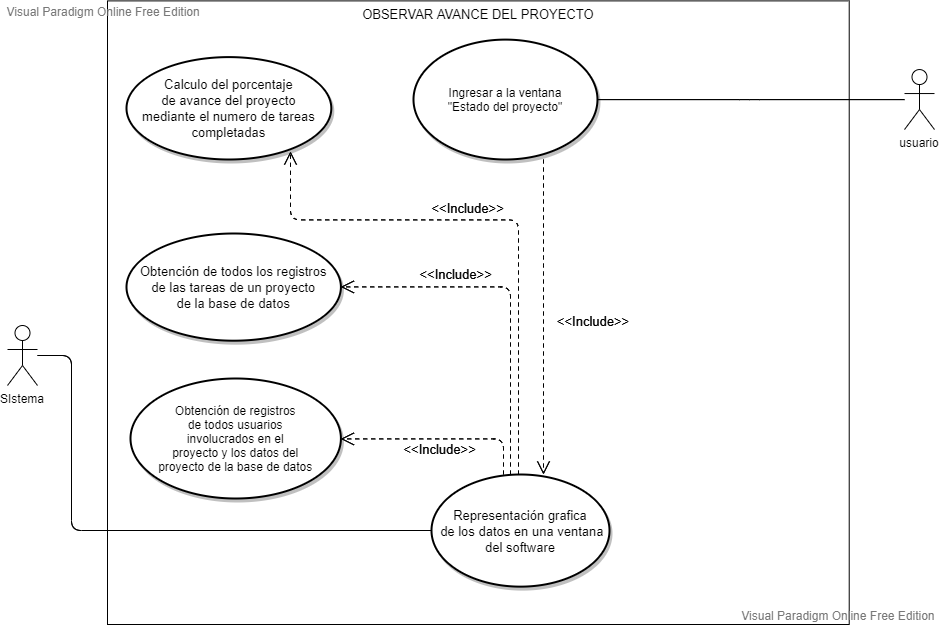 Visual Paradigm Online Free Edition
OBSERVAR AVANCE DEL PROYECTO
Calculo del porcentaje
de avance del proyecto
mediante el numero de tareas
completadas
Ingresar a la ventana
"Estado del proyecto"
usuario
<<Include>>
Obtención de todos los registros
de las tareas de un proyecto
de la base de datos
<<Include>>
<<Include>>
SIstema
Obtención de registros
de todos usuarios
involucrados en el
proyecto y los datos del
proyecto de la base de datos
<<Include>>
Representación grafica
de los datos en una ventana
del software
Visual Paradigm Online Free Edition